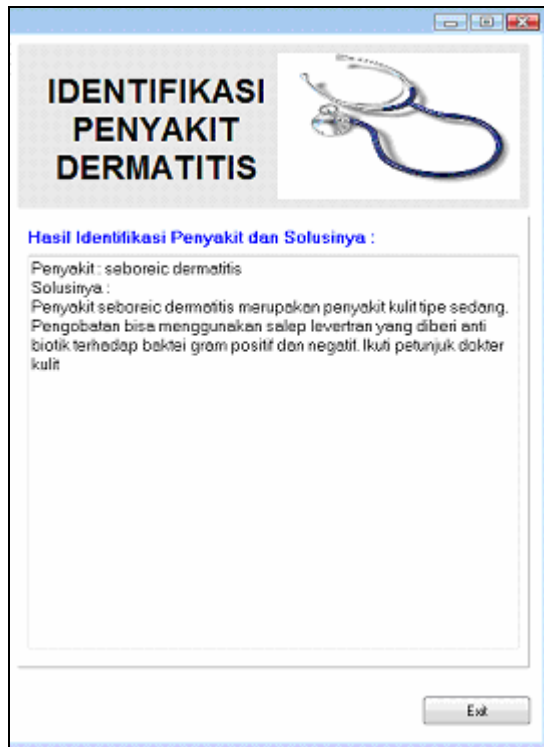 IDENTIFIKASI
PENYAKIT
DERMATITIS
Hasil Identifikasi Penyakit dan Solusinya :
Penyakit : seboreic dermatitis
Solusinya :
Penyakit seboreic dermatitis merupakan penyakit kulit tipe sedang.
Pengobatan bisa menggunakan salep levertran yang diberi anti
biotik terhadap baktei gram positif dan negatif. Ikuti petunjuk dokter
kulit
Exit